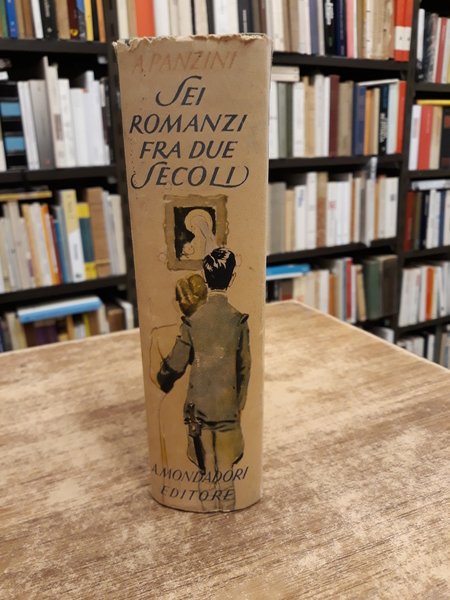 A. PANZINI
SEI
ROMANZI
FRA DUE
SECOLI
A. MONDADORI
EDITORE